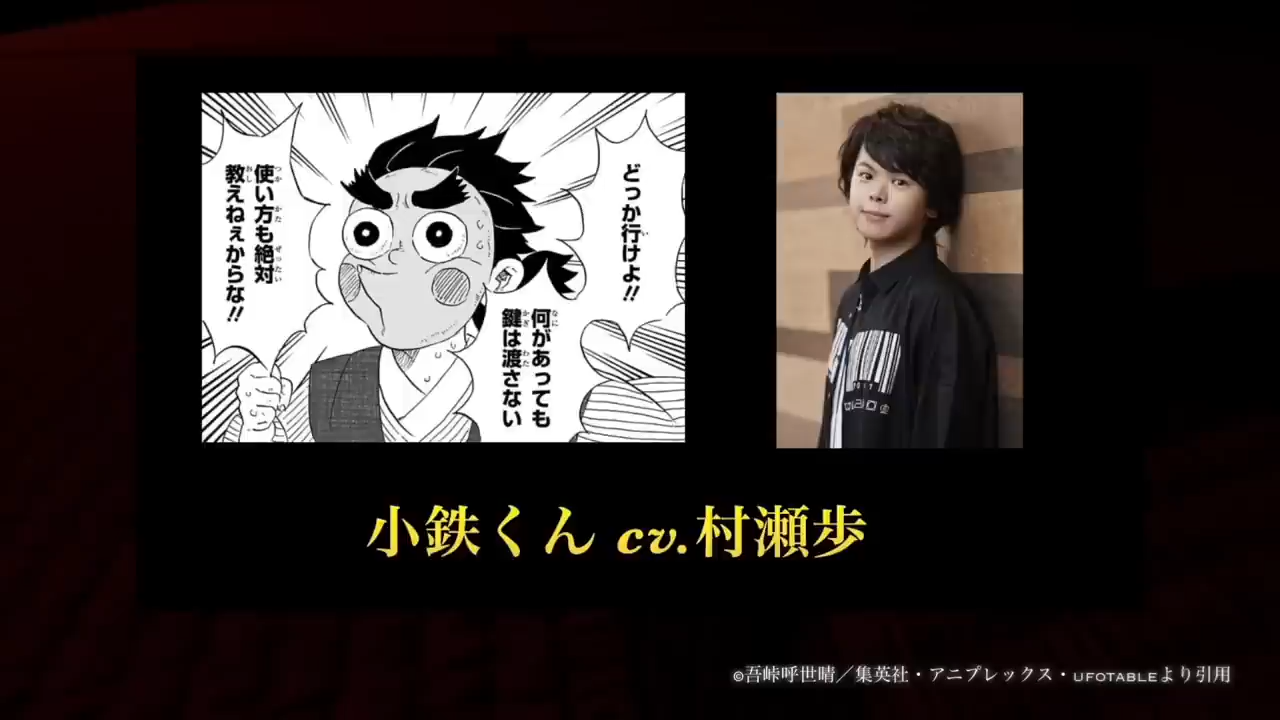 どっか行けよ!!
何があっても
鍵は渡さない
使い方も絶対
教えねぇからな!!
小鉄くん cv.村瀬歩
©吾峠呼世晴／集英社・アニプレックス・UFOTABLEより引用